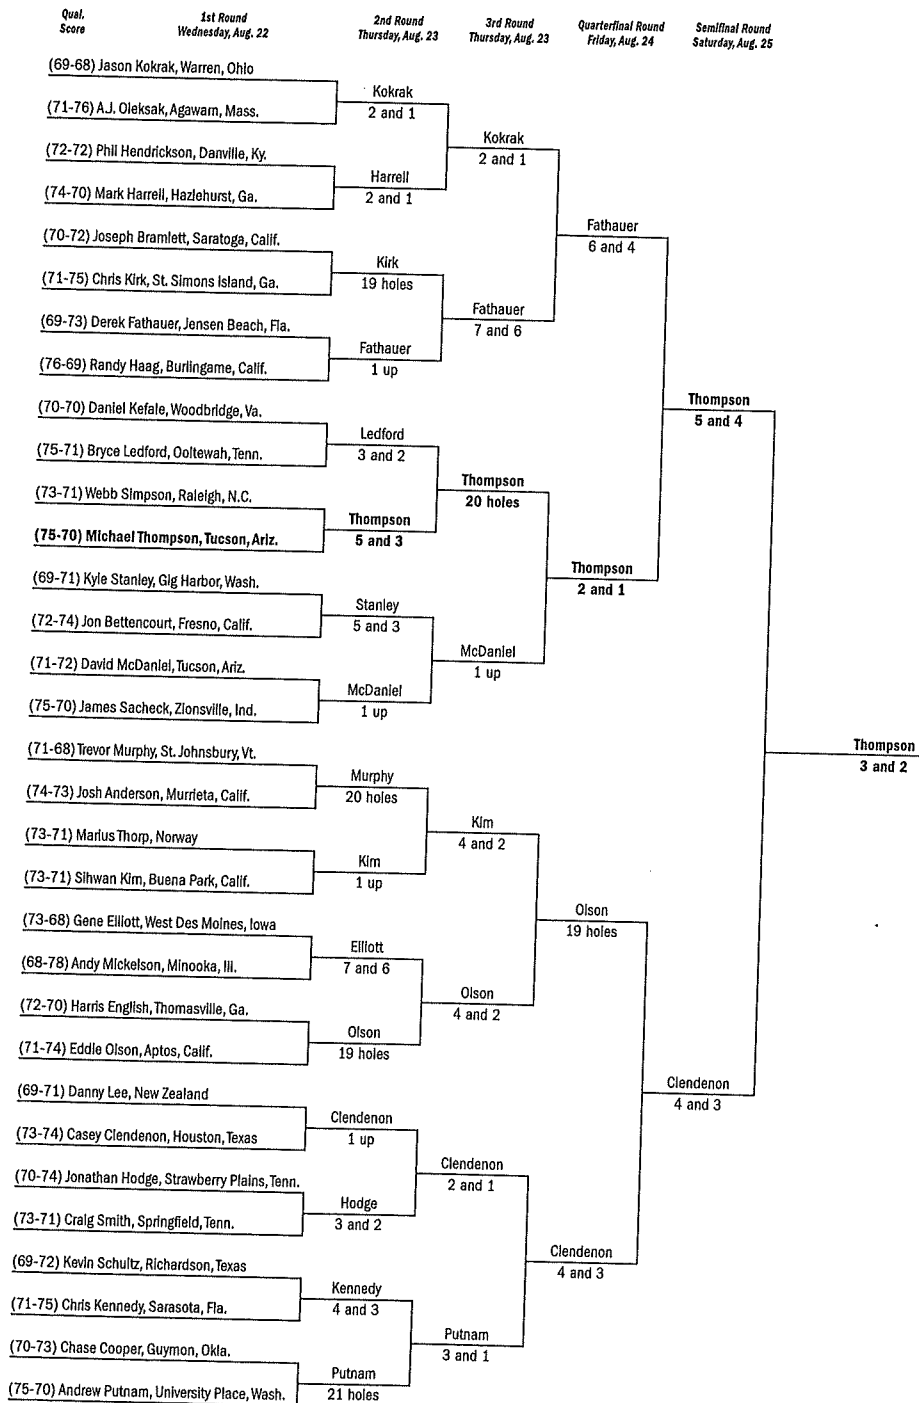 Qual.
Score
1st Round
Wednesday, Aug. 22
2nd Round
Thursday, Aug. 23
3rd Round
Thursday, Aug. 23
Quarterfinal Round
Friday, Aug. 24
Semifinal Round
Saturday, Aug. 25
(69-68) Jason Kokrak, Warren, Ohio
(71-76) A.J. Oleksak, Agawam, Mass.
(72-72) Phil Hendrickson, Danville, Ky.
(74-70) Mark Harrell, Hazlehurst, Ga.
(70-72) Joseph Bramlett, Saratoga, Calif.
(71-75) Chris Kirk, St. Simons Island, Ga.
(69-73) Derek Fathauer, Jensen Beach, Fla.
(76-69) Randy Haag, Burlingame, Calif.
(70-70) Daniel Kefale, Woodbridge, Va.
(75-71) Bryce Ledford, Ooltewah, Tenn.
(73-71) Webb Simpson, Raleigh, N.C.
(75-70) Michael Thompson, Tucson, Ariz.
(69-71) Kyle Stanley, Gig Harbor, Wash.
(72-74) Jon Bettencourt, Fresno, Calif.
(71-72) David McDaniel, Tucson, Ariz.
(75-70) James Sacheck, Zionsville, Ind.
(71-68) Trevor Murphy, St. Johnsbury, Vt.
(74-73) Josh Anderson, Murrieta, Calif.
(73-71) Marius Thorp, Norway
(73-71) Sihwan Kim, Buena Park, Calif.
(73-68) Gene Elliott, West Des Moines, Iowa
(68-78) Andy Mickelson, Minooka, Ill.
(72-70) Harris English, Thomasville, Ga.
(71-74) Eddie Olson, Aptos, Calif.
(69-71) Danny Lee, New Zealand
(73-74) Casey Clendenon, Houston, Texas
(70-74) Jonathan Hodge, Strawberry Plains, Tenn.
(73-71) Craig Smith, Springfield, Tenn.
(69-72) Kevin Schultz, Richardson, Texas
(71-75) Chris Kennedy, Sarasota, Fla.
(70-73) Chase Cooper, Guymon, Okla.
(75-70) Andrew Putnam, University Place, Wash.
Kokrak
2 and 1
Harrell
2 and 1
Kirk
19 holes
Fathauer
1 up
Ledford
3 and 2
Thompson
5 and 3
Stanley
5 and 3
McDaniel
1 up
Murphy
20 holes
Kim
1 up
Elliott
7 and 6
Olson
19 holes
Clendenon
1 up
Hodge
3 and 2
Kennedy
4 and 3
Putnam
21 holes
Kokrak
2 and 1
Fathauer
7 and 6
Thompson
20 holes
McDaniel
1 up
Kim
4 and 2
Olson
4 and 2
Clendenon
2 and 1
Putnam
3 and 1
Fathauer
6 and 4
Thompson
2 and 1
Olson
19 holes
Clendenon
4 and 3
Thompson
5 and 4
Clendenon
4 and 3
Thompson
3 and 2